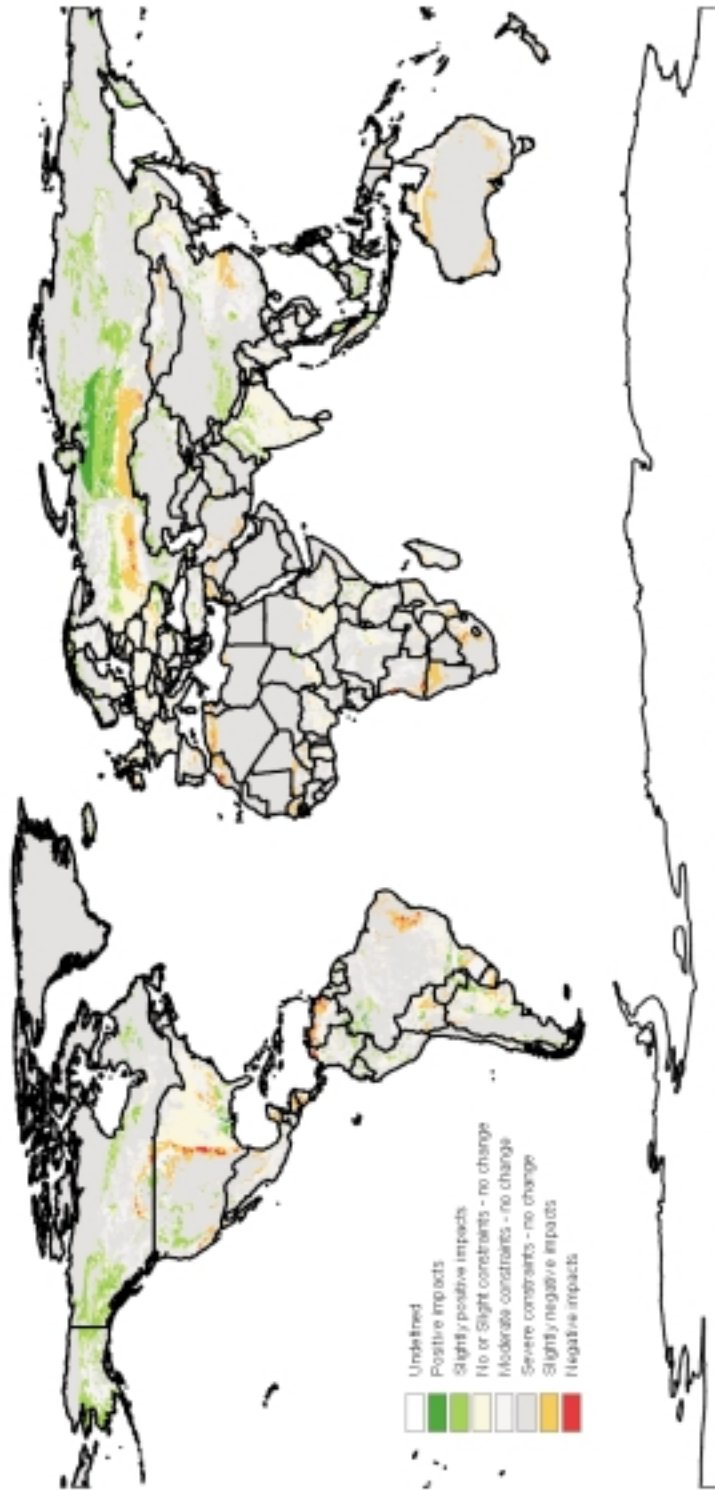 Undefined
Positive impacts
Slightly positive impacts
No or Slight constraints - no change
Moderate constraints - no change
Severe constraints - no change
Slightly negative impacts
Negative impacts